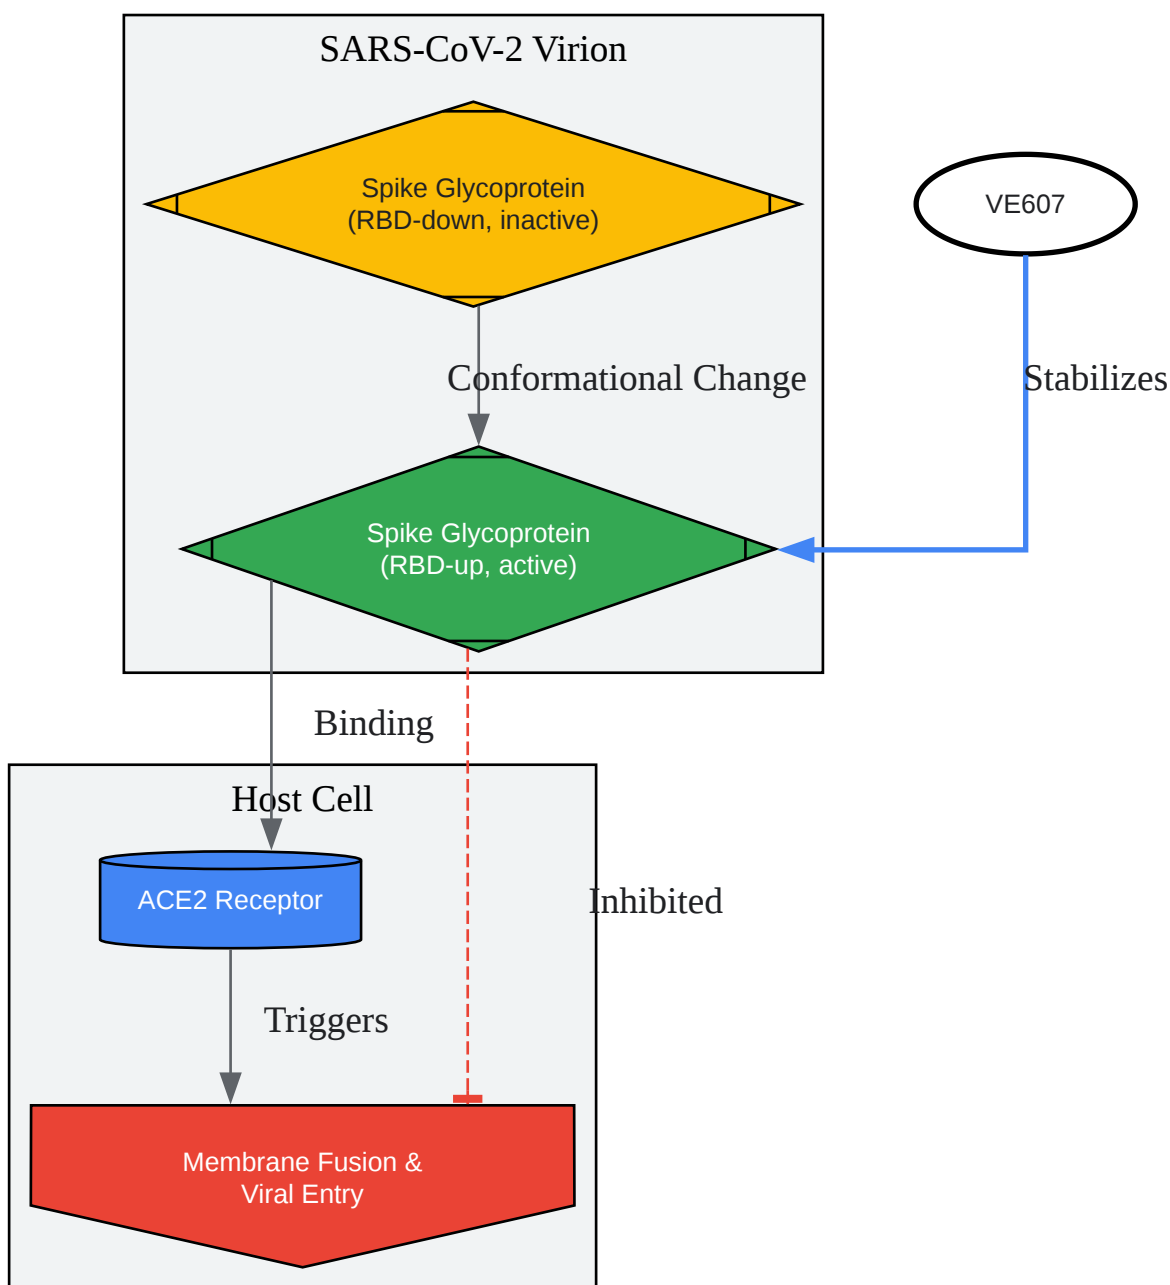 SARS-CoV-2 Virion
Spike Glycoprotein
(RBD-down, inactive)
VE607
Conformational Change
Stabilizes
Spike Glycoprotein
(RBD-up, active)
Binding
Host Cell
ACE2 Receptor
Inhibited
Triggers
Membrane Fusion &
Viral Entry